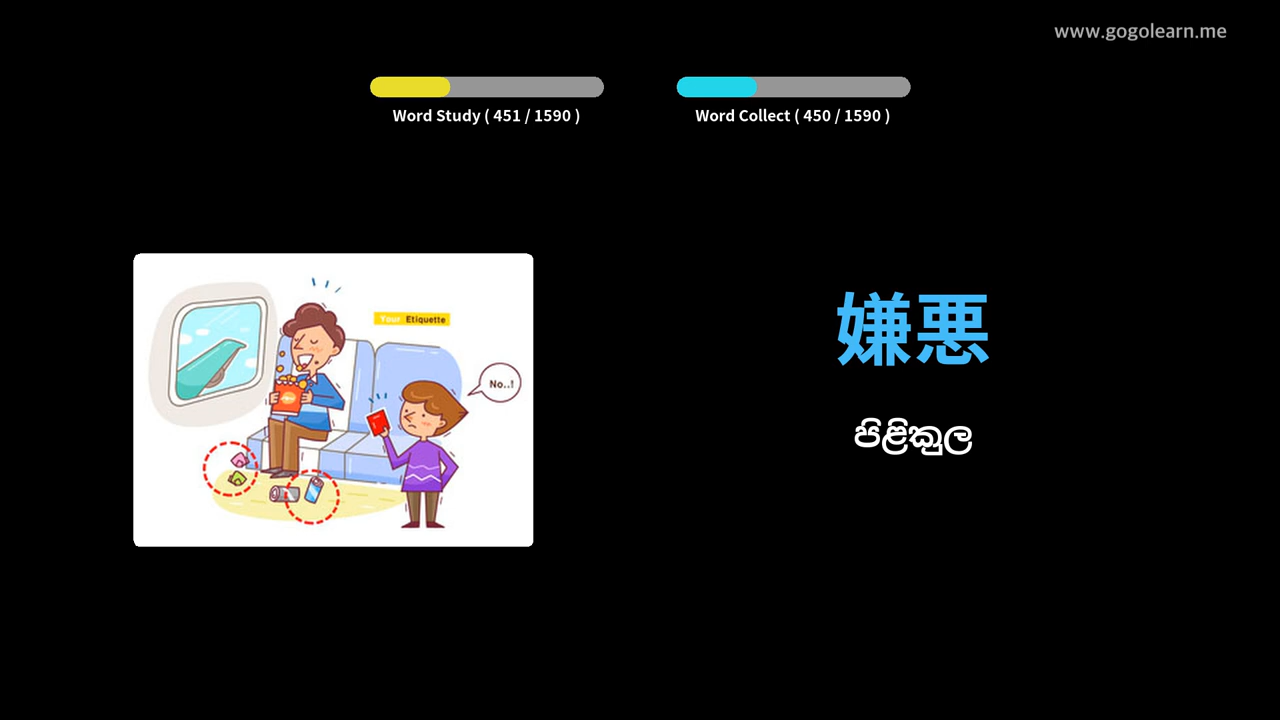 www.gogolearn.me
Word Study ( 451 / 1590 )
Word Collect ( 450 / 1590 )
Your Etiquette
No..!
嫌悪
පිළිකුල